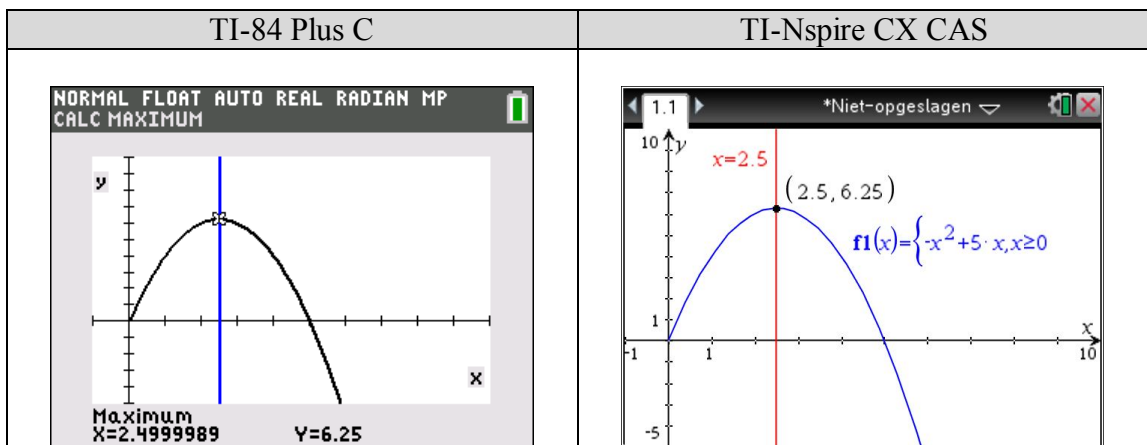 TI-84 Plus C
TI-Nspire CX CAS
NORMAL FLOAT AUTO REAL RADIAN MP
CALC MAXIMUM
y
x
Maximum
X=2.4999989 Y=6.25
1.1 *Niet-opgeslagen
10 y
x=2.5
(2.5,6.25)
f1(x)={-x²+5·x,x≥0
1
x
-1 1 10
-5